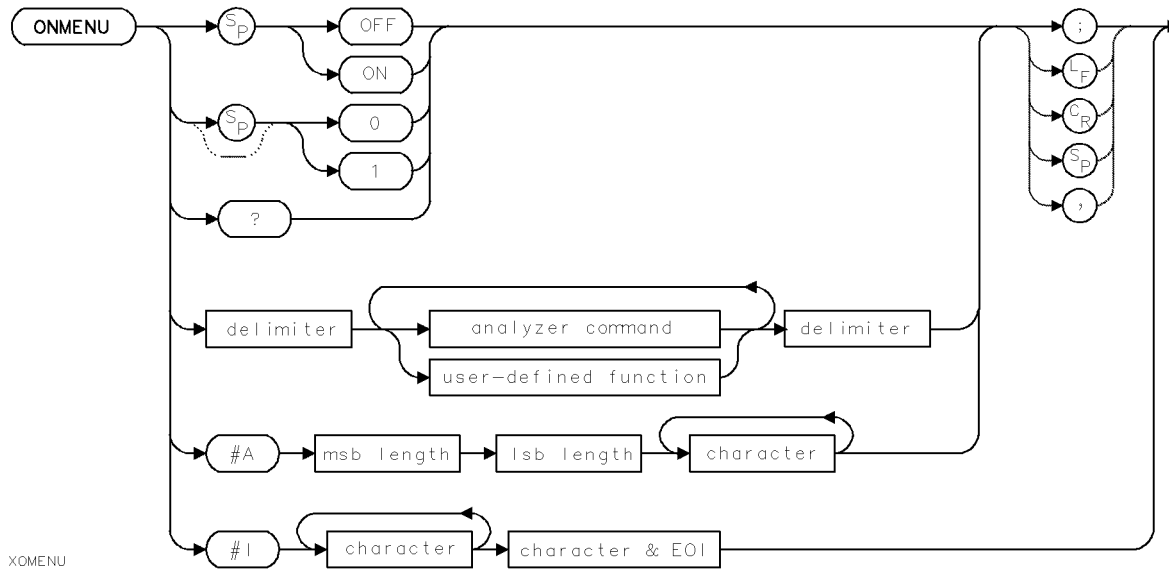 ONMENU
SP
OFF
ON
SP
0
1
?
;
LF
CR
SP
,
delimiter
analyzer command
user-defined function
delimiter
#A
msb length
lsb length
character
#I
character
character & EOI
XOMENU